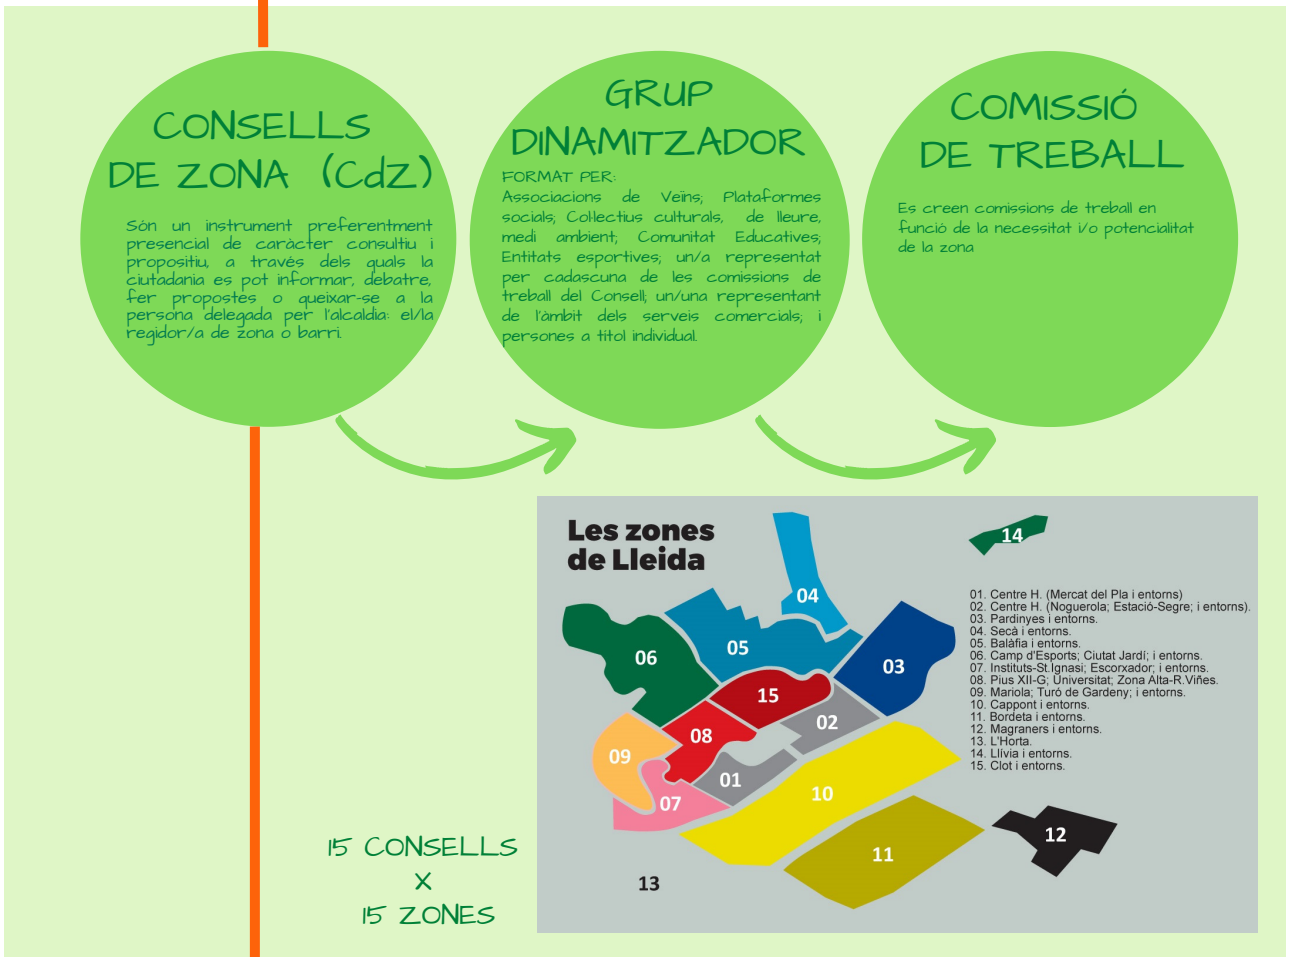 CONSELLS
DE ZONA (CdZ)
Són un instrument preferentment
presencial de caràcter consultiu i
propositiu, a través dels quals la
ciutadania es pot informar, debatre,
fer propostes o queixar-se a la
persona delegada per l'alcaldia: el/la
regidor/a de zona o barri.
GRUP
DINAMITZADOR
FORMAT PER:
Associacions de Veïns; Plataformes
socials; Col·lectius culturals, de lleure,
medi ambient; Comunitat Educatives;
Entitats esportives; un/a representat
per cadascuna de les comissions de
treball del Consell; un/una representant
de l'àmbit dels serveis comercials; i
persones a títol individual.
COMISSIÓ
DE TREBALL
Es creen comissions de treball en
funció de la necessitat i/o potencialitat
de la zona
15 CONSELLS
X
15 ZONES
Les zones
de Lleida
14
04
05
06
03
15
02
08
09
01
07
10
11
12
13
01. Centre H. (Mercat del Pla i entorns)
02. Centre H. (Noguerola; Estació-Segre; i entorns).
03. Pardinyes i entorns.
04. Secà i entorns.
05. Balàfia i entorns.
06. Camp d'Esports; Ciutat Jardí; i entorns.
07. Instituts-St.Ignasi; Escorxador; i entorns.
08. Pius XII-G; Universitat; Zona Alta-R.Viñes.
09. Mariola; Turó de Gardeny; i entorns.
10. Cappont i entorns.
11. Bordeta i entorns.
12. Magraners i entorns.
13. L'Horta.
14. Llívia i entorns.
15. Clot i entorns.